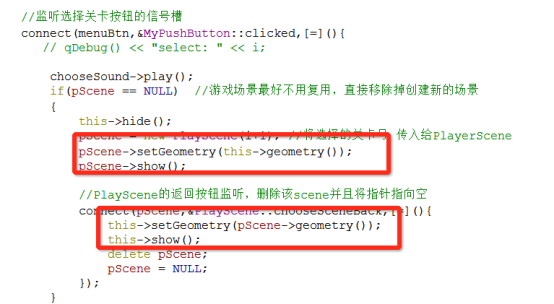 //监听选择关卡按钮的信号槽
connect(menuBtn,&MyPushButton::clicked,[=](){
// qDebug() << "select: " << i;
chooseSound->play();
if(pScene == NULL) //游戏场景最好不用复用，直接移除掉创建新的场景
{
this->hide();
pScene = new PlayScene(i+1); //将选择的关卡号 传入给PlayerScene
pScene->setGeometry(this->geometry());
pScene->show();
//PlayScene的返回按钮监听，删除该scene并且将指针指向空
connect(pScene,&PlayScene::chooseSceneBack,[=](){
this->setGeometry(pScene->geometry());
this->show();
delete pScene;
pScene = NULL;
});
}